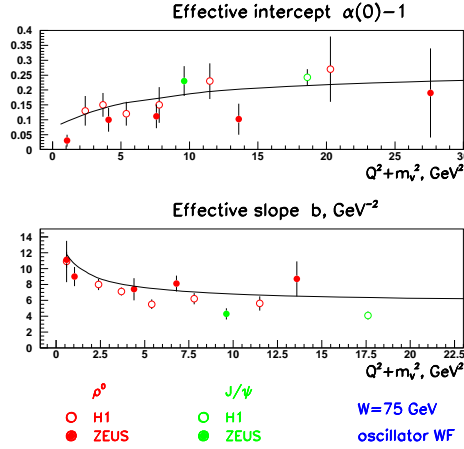 Effective intercept α(0)−1
0.4
0.35
0.3
0.25
0.2
0.15
0.1
0.05
0
0 5 10 15 20 25 30
Q²+mᵥ², GeV²
Effective slope b, GeV⁻²
14
12
10
8
6
4
2
0
0 2.5 5 7.5 10 12.5 15 17.5 20 22.5
Q²+mᵥ², GeV²
ρ⁰ J/ψ
H1 H1 W=75 GeV
ZEUS ZEUS oscillator WF